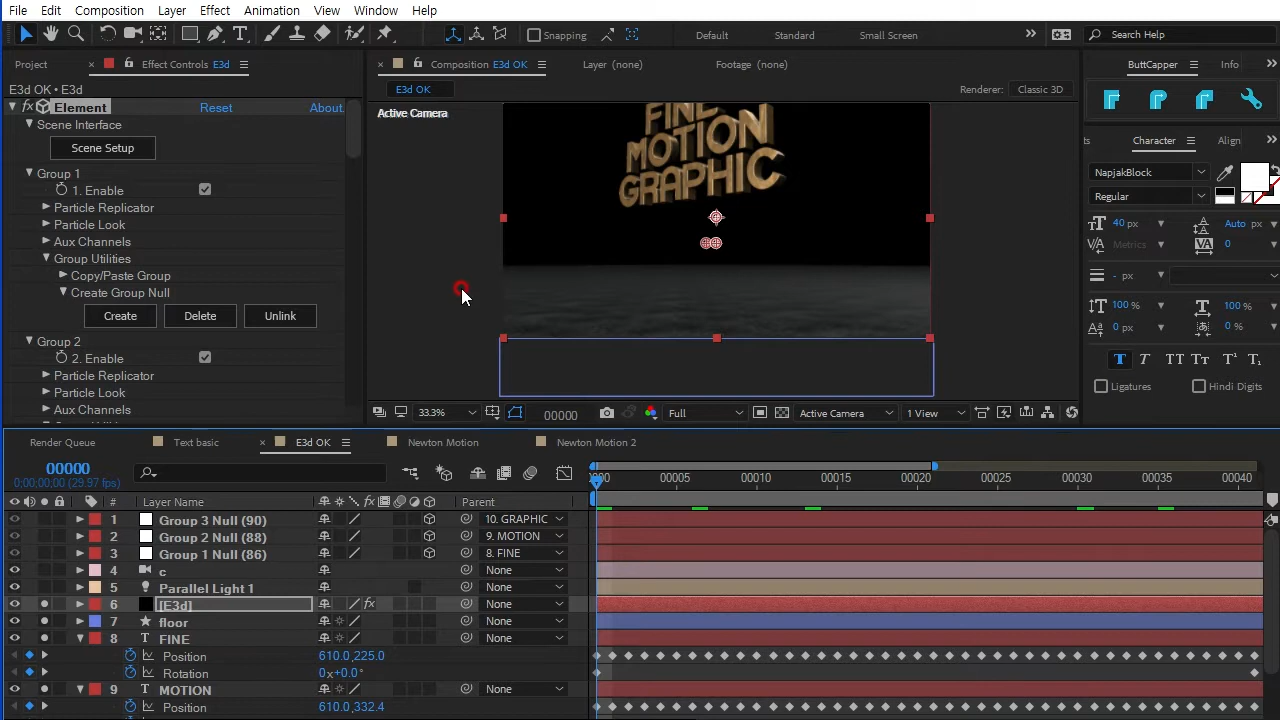 File Edit Composition Layer Effect Animation View Window Help
Snapping Default Standard Small Screen Search Help
Project Effect Controls E3d Composition E3D OK Layer (none) Footage (none) ButtCapper Info
E3D OK • E3d E3D OK Renderer: Classic 3D
fx Element Reset About.
Active Camera
Scene Interface
Scene Setup
Group 1
1. Enable
Particle Replicator
Particle Look
Aux Channels
Group Utilities
Copy/Paste Group
Create Group Null
Create Delete Unlink
Group 2
2. Enable
Particle Replicator
Particle Look
Aux Channels
FINE
MOTION
GRAPHIC
33.3% 00000 Full Active Camera 1 View
Character Align
NapjakBlock
Regular
40 px Auto px
Metrics 0
- px
100 % 100 %
0 px 0 %
T T TT Tт T¹ T₁
Ligatures Hindi Digits
Render Queue Text basic E3D OK Newton Motion Newton Motion 2
00000
0;00;00;00 (29.97 fps)
0000 00005 00010 00015 00020 00025 00030 00035 00040
# Layer Name fx Parent
1 Group 3 Null (90) 10. GRAPHIC
2 Group 2 Null (88) 9. MOTION
3 Group 1 Null (86) 8. FINE
4 c None
5 Parallel Light 1 None
6 [E3d] fx None
7 floor None
8 T FINE None
Position 610.0,225.0
Rotation 0x+0.0°
9 T MOTION None
Position 610.0,332.4